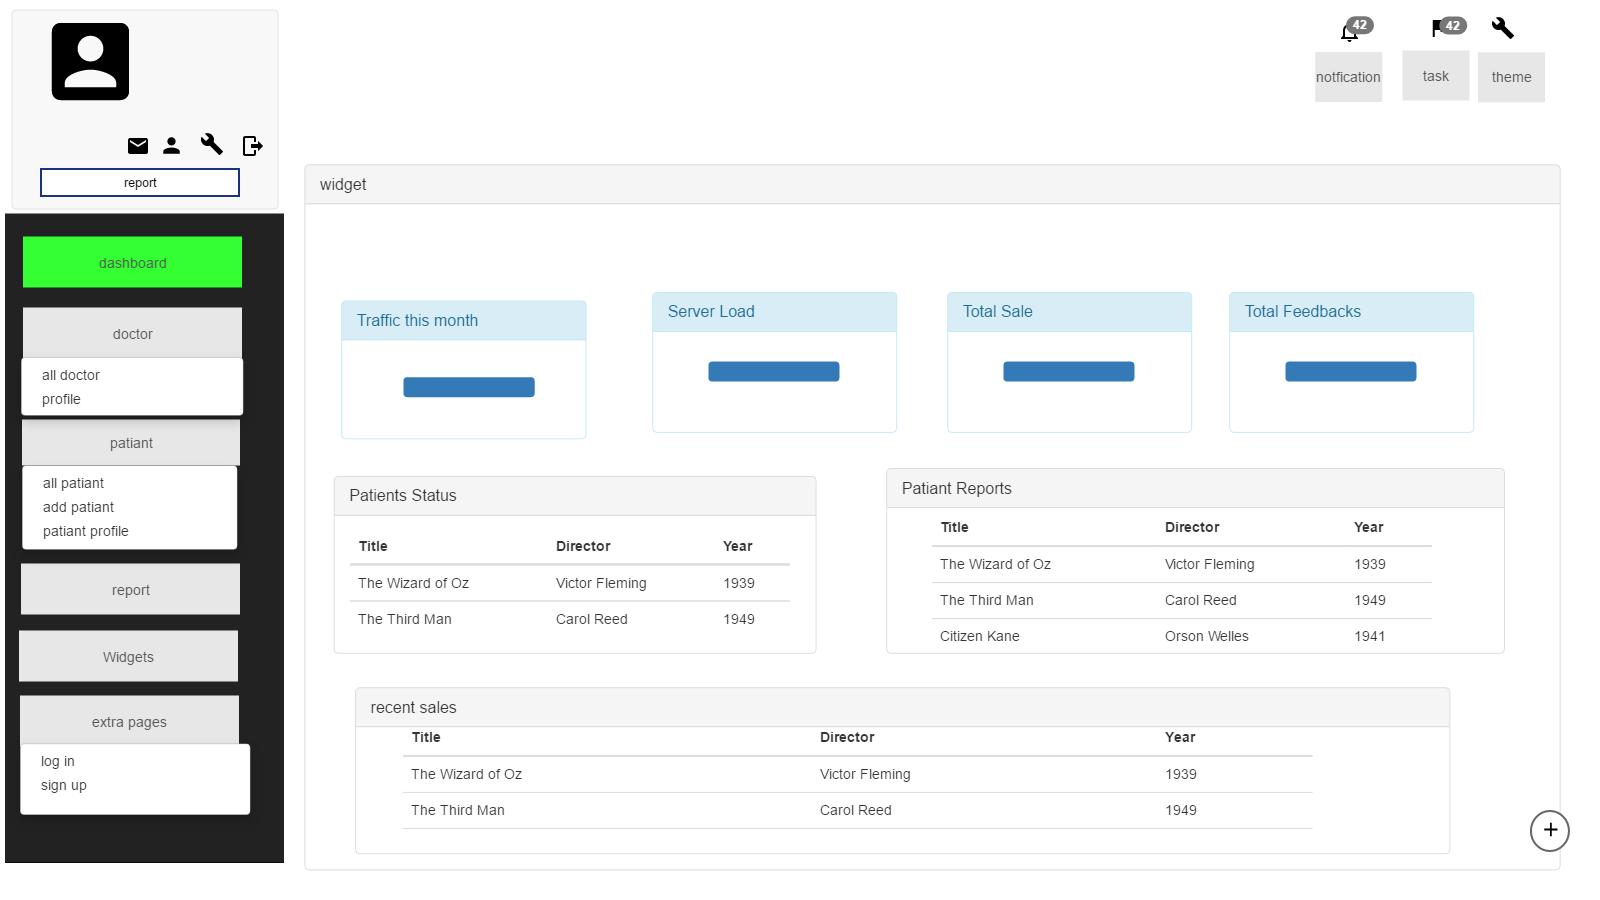 42
42
notfication
task
theme
report
dashboard
doctor
all doctor
profile
patiant
all patiant
add patiant
patiant profile
report
Widgets
extra pages
log in
sign up
widget
Traffic this month
Server Load
Total Sale
Total Feedbacks
Patients Status
Title Director Year
The Wizard of Oz Victor Fleming 1939
The Third Man Carol Reed 1949
Patiant Reports
Title Director Year
The Wizard of Oz Victor Fleming 1939
The Third Man Carol Reed 1949
Citizen Kane Orson Welles 1941
recent sales
Title Director Year
The Wizard of Oz Victor Fleming 1939
The Third Man Carol Reed 1949
+